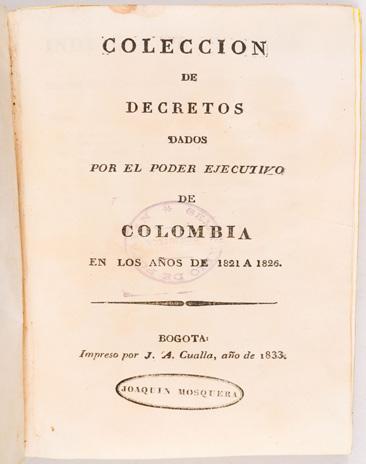 COLECCION
DE
DECRETOS
DADOS
POR EL PODER EJECUTIVO
DE
COLOMBIA
EN LOS AÑOS DE 1821 A 1826.
BOGOTA:
Impreso por J. A. Cualla, año de 1833.
JOAQUIN MOSQUERA